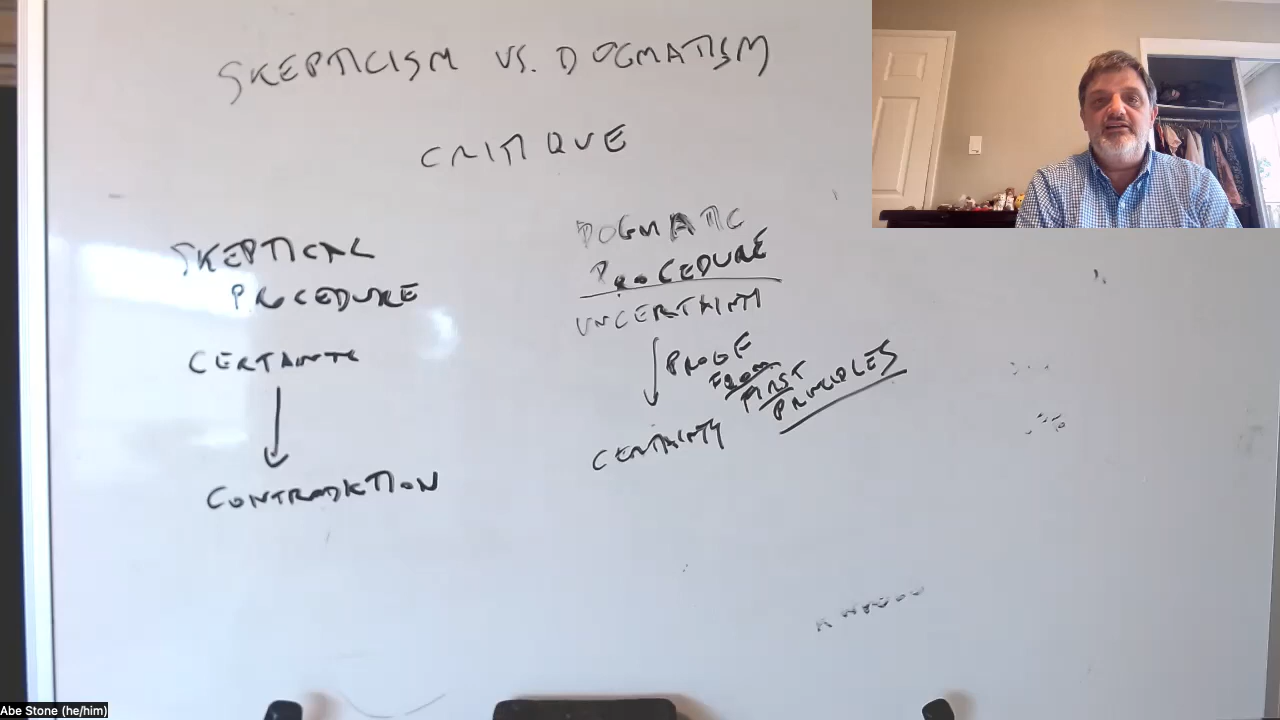 SKEPTICISM VS. DOGMATISM
CRITIQUE
SKEPTICAL
PROCEDURE
CERTAINTY
CONTRADICTION
DOGMATIC
PROCEDURE
UNCERTAINTY
PROOF
FROM
FIRST
PRINCIPLES
CERTAINTY
Abe Stone (he/him)